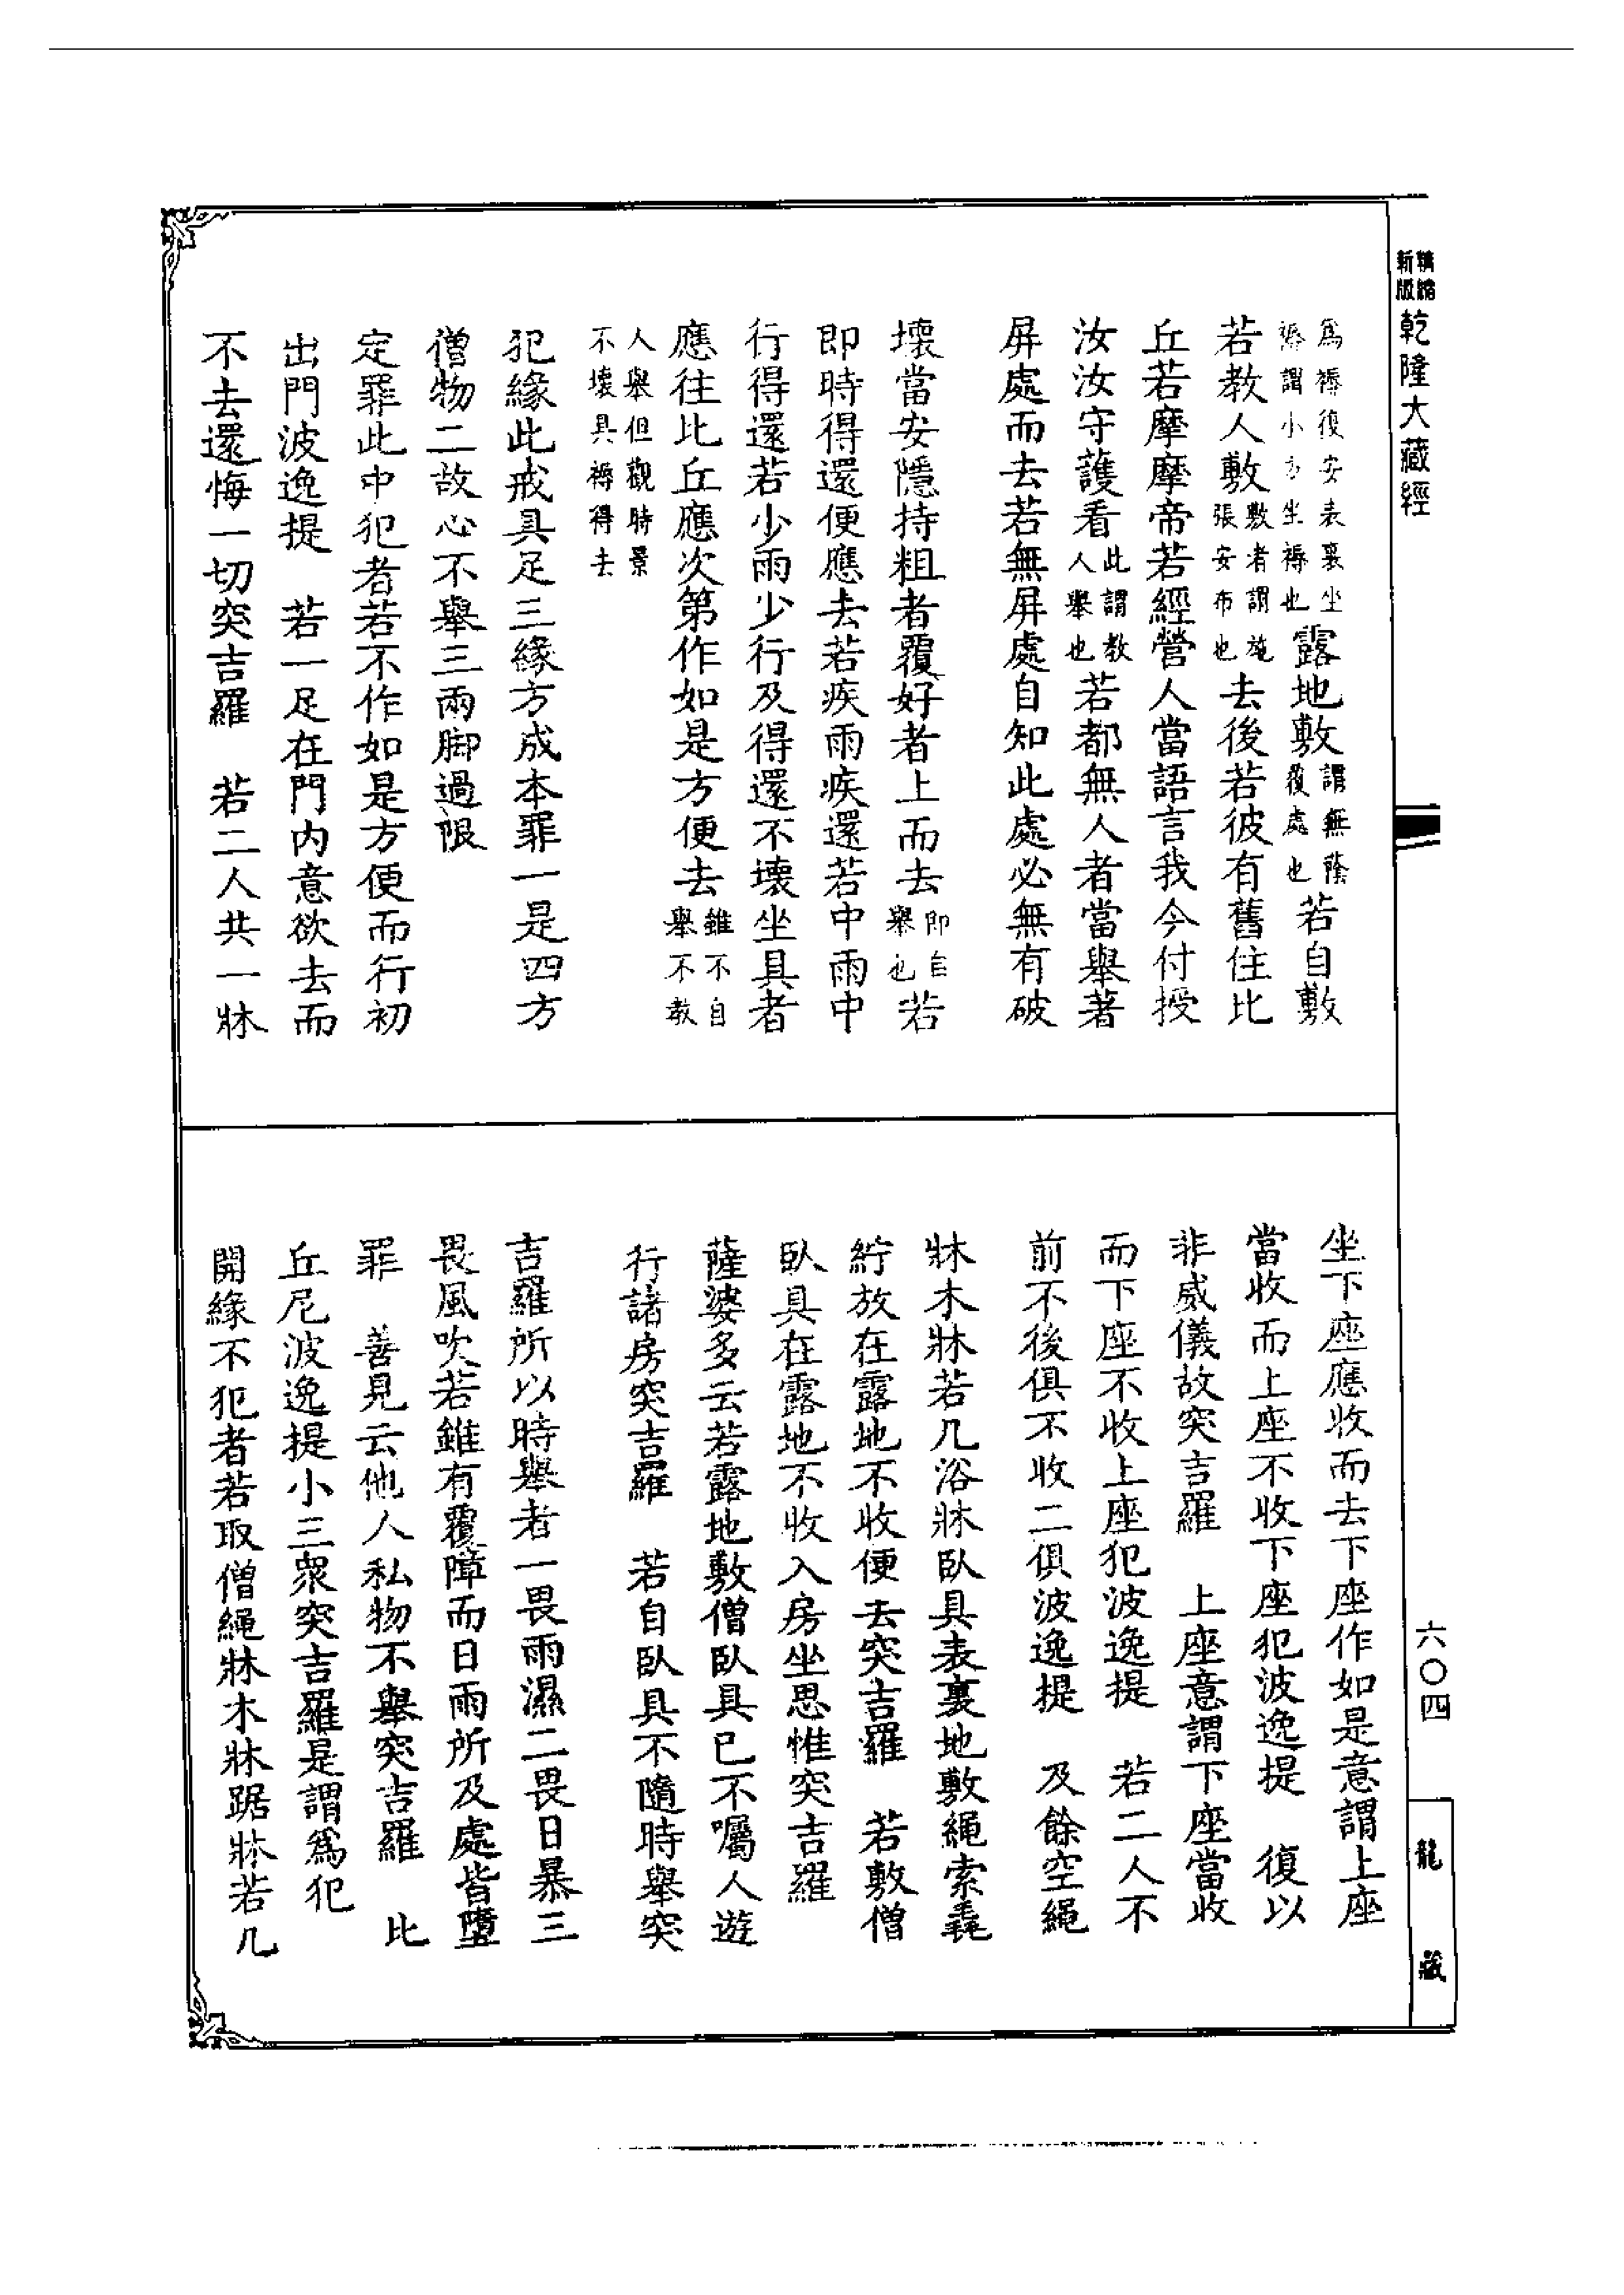 新版精縮乾隆大藏經
為褥復安表裏坐褥謂小方坐褥也露地敷謂無蔭覆處也若自敷
若教人敷敷者謂施張安布也去後若彼有舊住比
丘若摩摩帝若經營人當語言我今付授
汝汝守護看此謂教人舉也若都無人者當舉著
屏處而去若無屏處自知此處必無有破
壞當安隱持粗者覆好者上而去即自舉也若
即時得還便應去若疾雨疾還若中雨中
行得還若少雨少行及得還不壞坐具者
應往比丘應次第作如是方便去雖不自舉不教
人舉但觀時景不壞具褥得去
犯緣此戒具足三緣方成本罪一是四方
僧物二故心不舉三兩脚過限
定罪此中犯者若不作如是方便而行初
出門波逸提　若一足在門內意欲去而
不去還悔一切突吉羅　若二人共一牀
坐下座應收而去下座作如是意謂上座
當收而上座不收下座犯波逸提　復以
非威儀故突吉羅　上座意謂下座當收
而下座不收上座犯波逸提　若二人不
前不後俱不收二俱波逸提　及餘空繩
牀木牀若几浴牀臥具表裏地敷繩索毳
紵放在露地不收便去突吉羅　若敷僧
臥具在露地不收入房坐思惟突吉羅
薩婆多云若露地敷僧臥具已不囑人遊
行諸房突吉羅　若自臥具不隨時舉突
吉羅所以時舉者一畏雨濕二畏日暴三
畏風吹若雖有覆障而日雨所及處皆墮
罪　善見云他人私物不舉突吉羅　比
丘尼波逸提小三眾突吉羅是謂為犯
開緣不犯者若取僧繩牀木牀踞牀若几
六〇四
龍藏